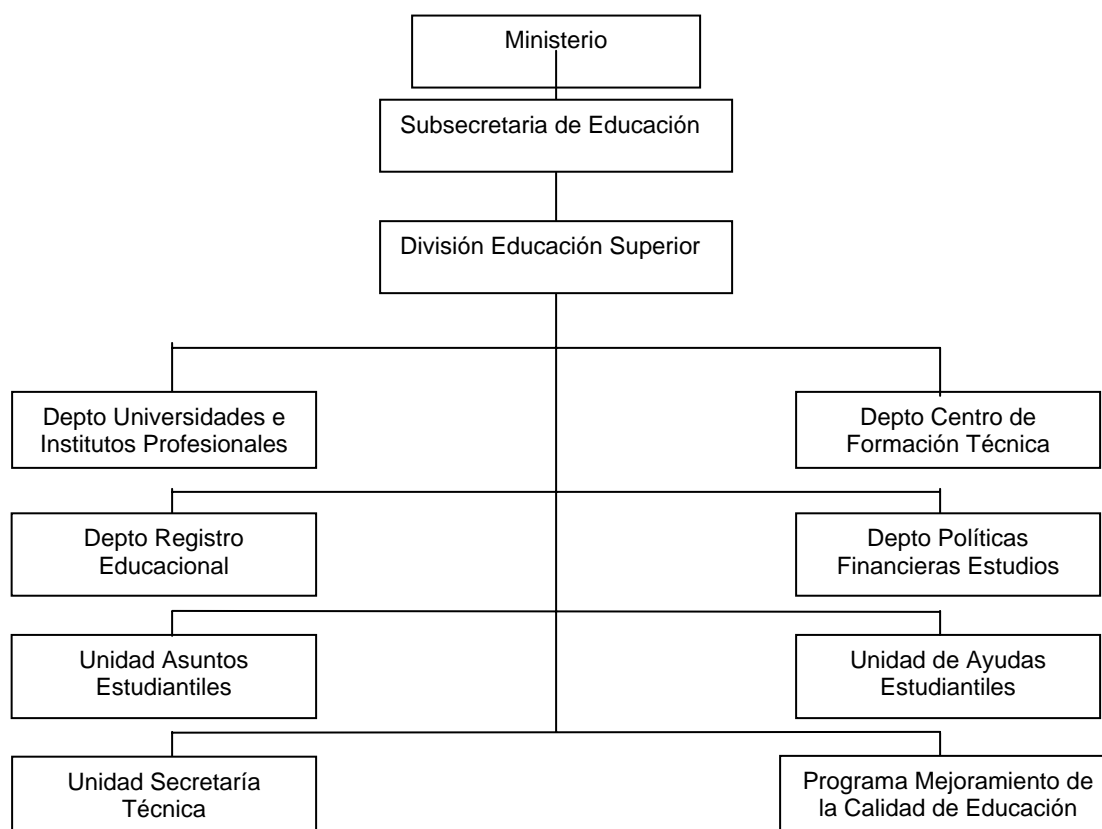 Ministerio
Subsecretaria de Educación
División Educación Superior
Depto Universidades e
Institutos Profesionales
Depto Centro de
Formación Técnica
Depto Registro
Educacional
Depto Políticas
Financieras Estudios
Unidad Asuntos
Estudiantiles
Unidad de Ayudas
Estudiantiles
Unidad Secretaría
Técnica
Programa Mejoramiento de
la Calidad de Educación